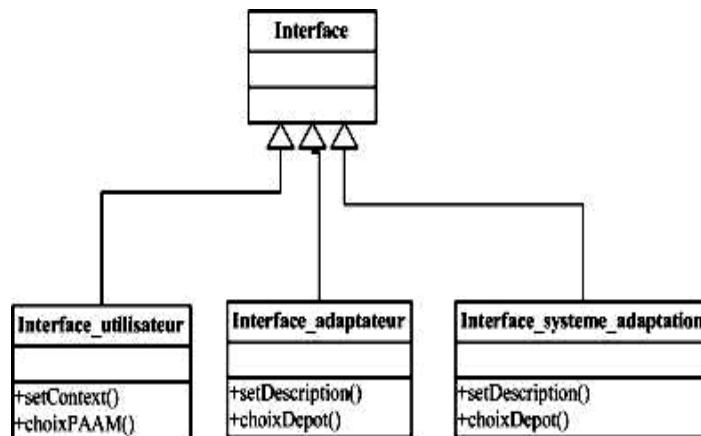 Interface
Interface_utilisateur
+setContext()
+choixPAAM()
Interface_adaptateur
+setDescription()
+choixDepot()
Interface_systeme_adaptation
+setDescription()
+choixDepot()